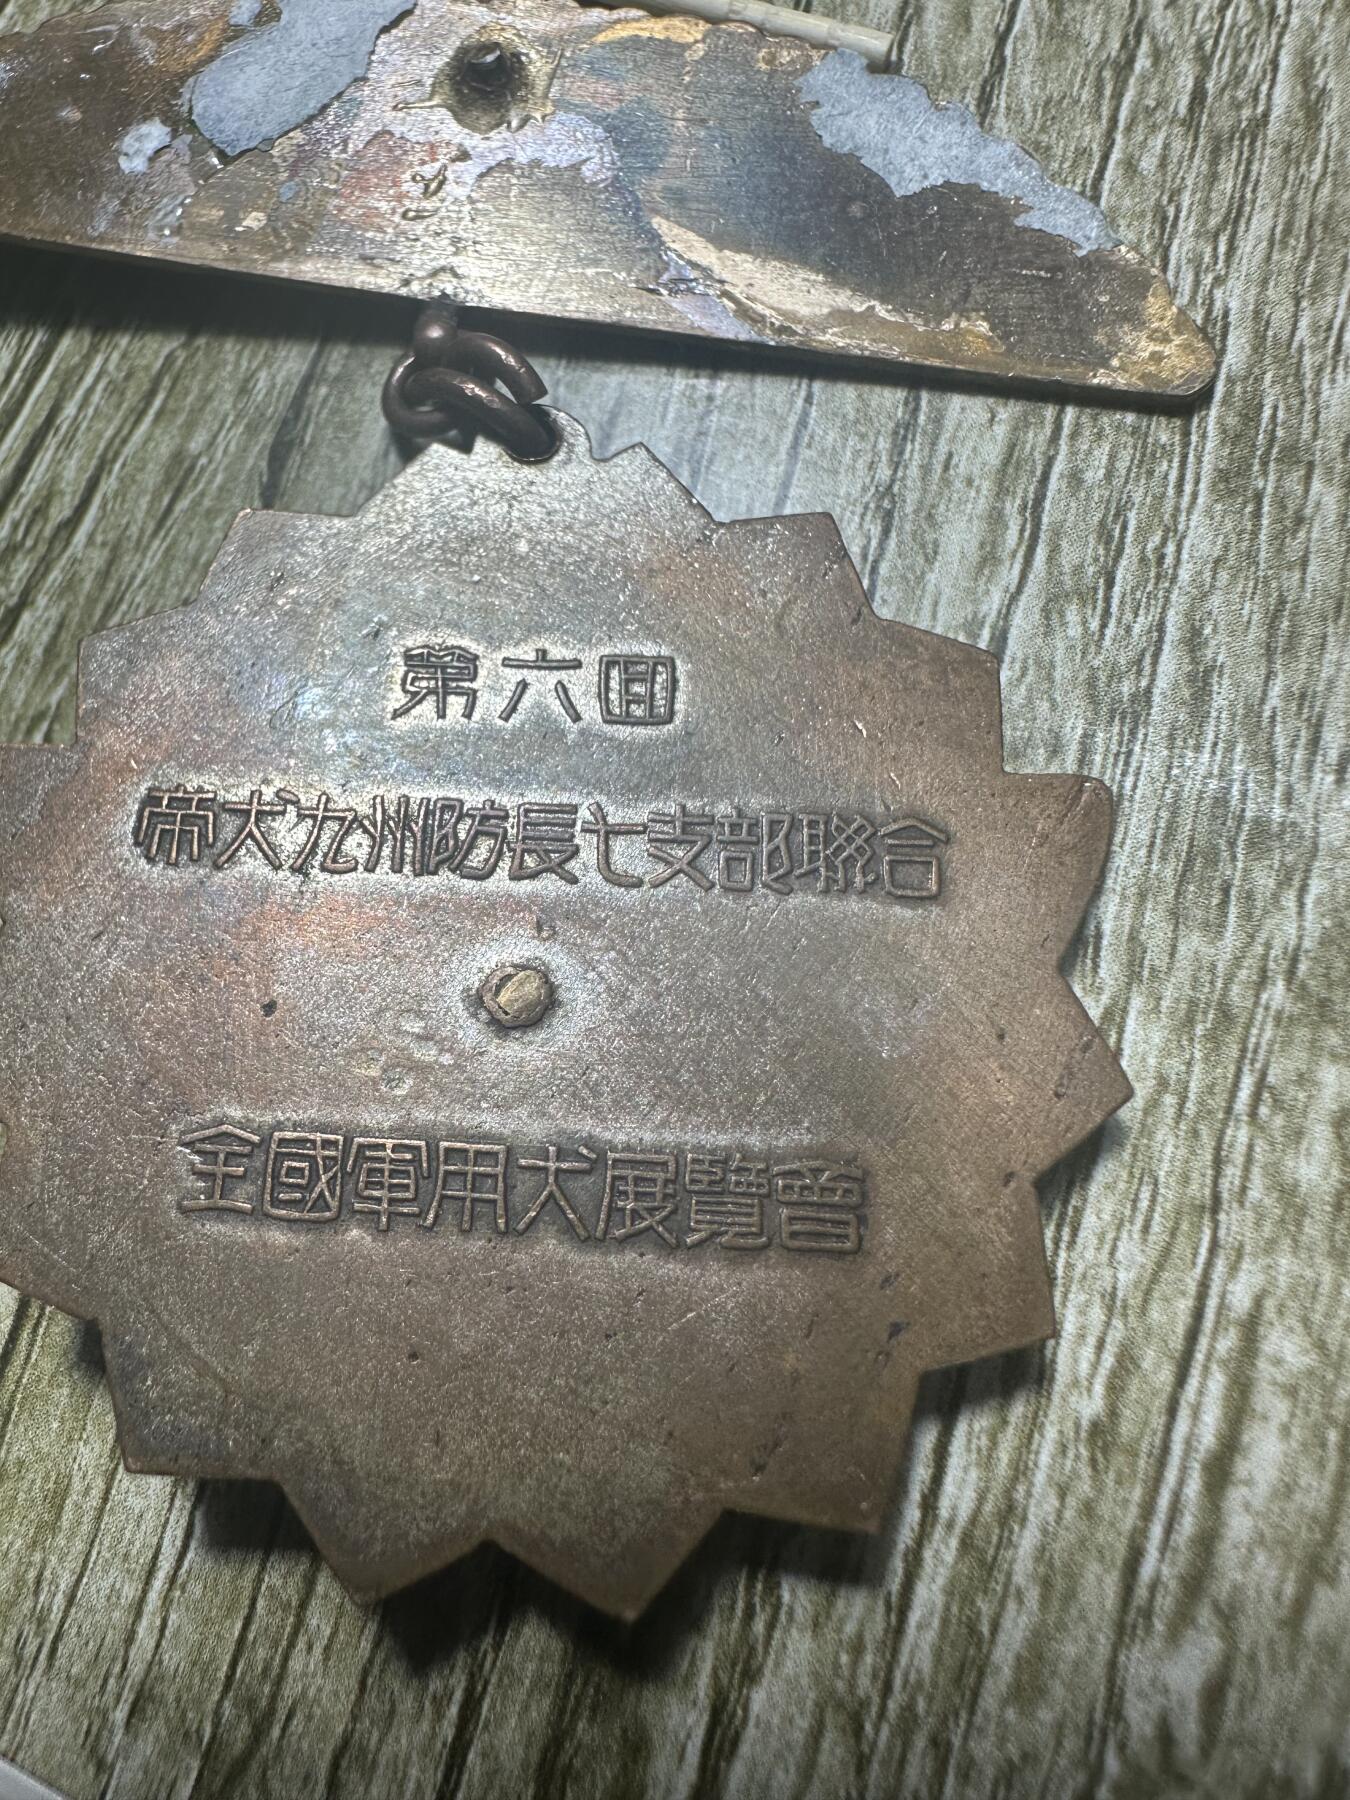 第六回
帝犬九州防長七支部聯合
全國軍用犬展覽會